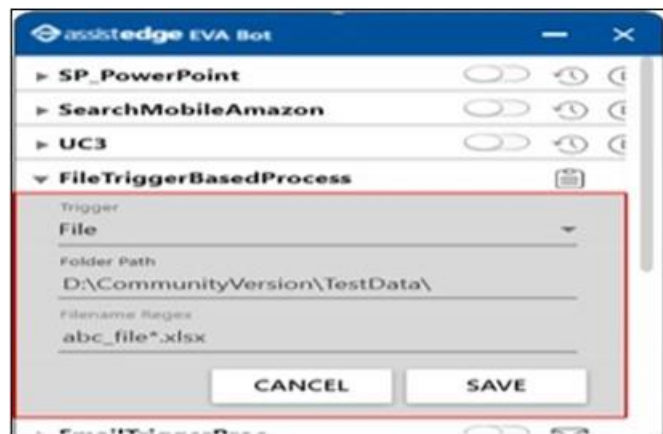 assistedge EVA Bot
SP_PowerPoint
SearchMobileAmazon
UC3
FileTriggerBasedProcess
Trigger
File
Folder Path
D:\CommunityVersion\TestData\
Filename Regex
abc_file*.xlsx
CANCEL SAVE